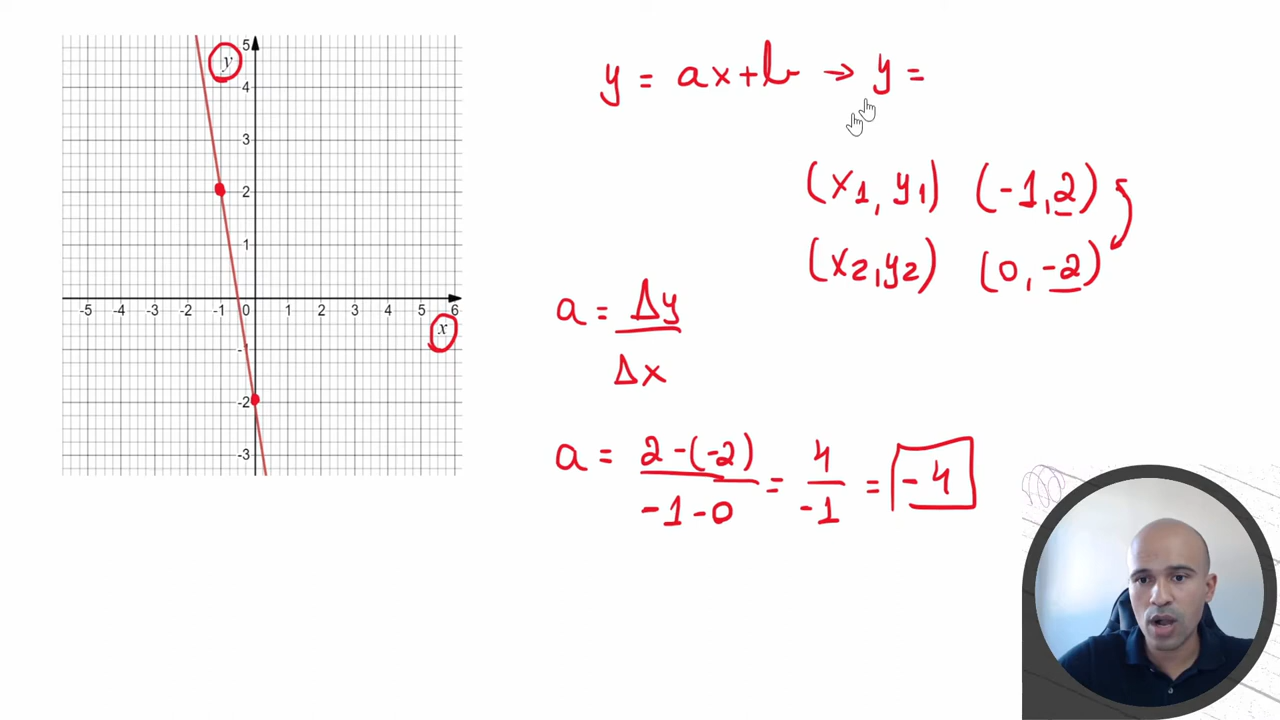 y = ax+b → y =
(x1, y1) (-1, 2)
(x2, y2) (0, -2)
a = Δy
Δx
a = 2-(-2) = 4 = -4
-1-0 -1
y
5
4
3
2
1
-5 -4 -3 -2 -1 0 1 2 3 4 5 6
x
-1
-2
-3